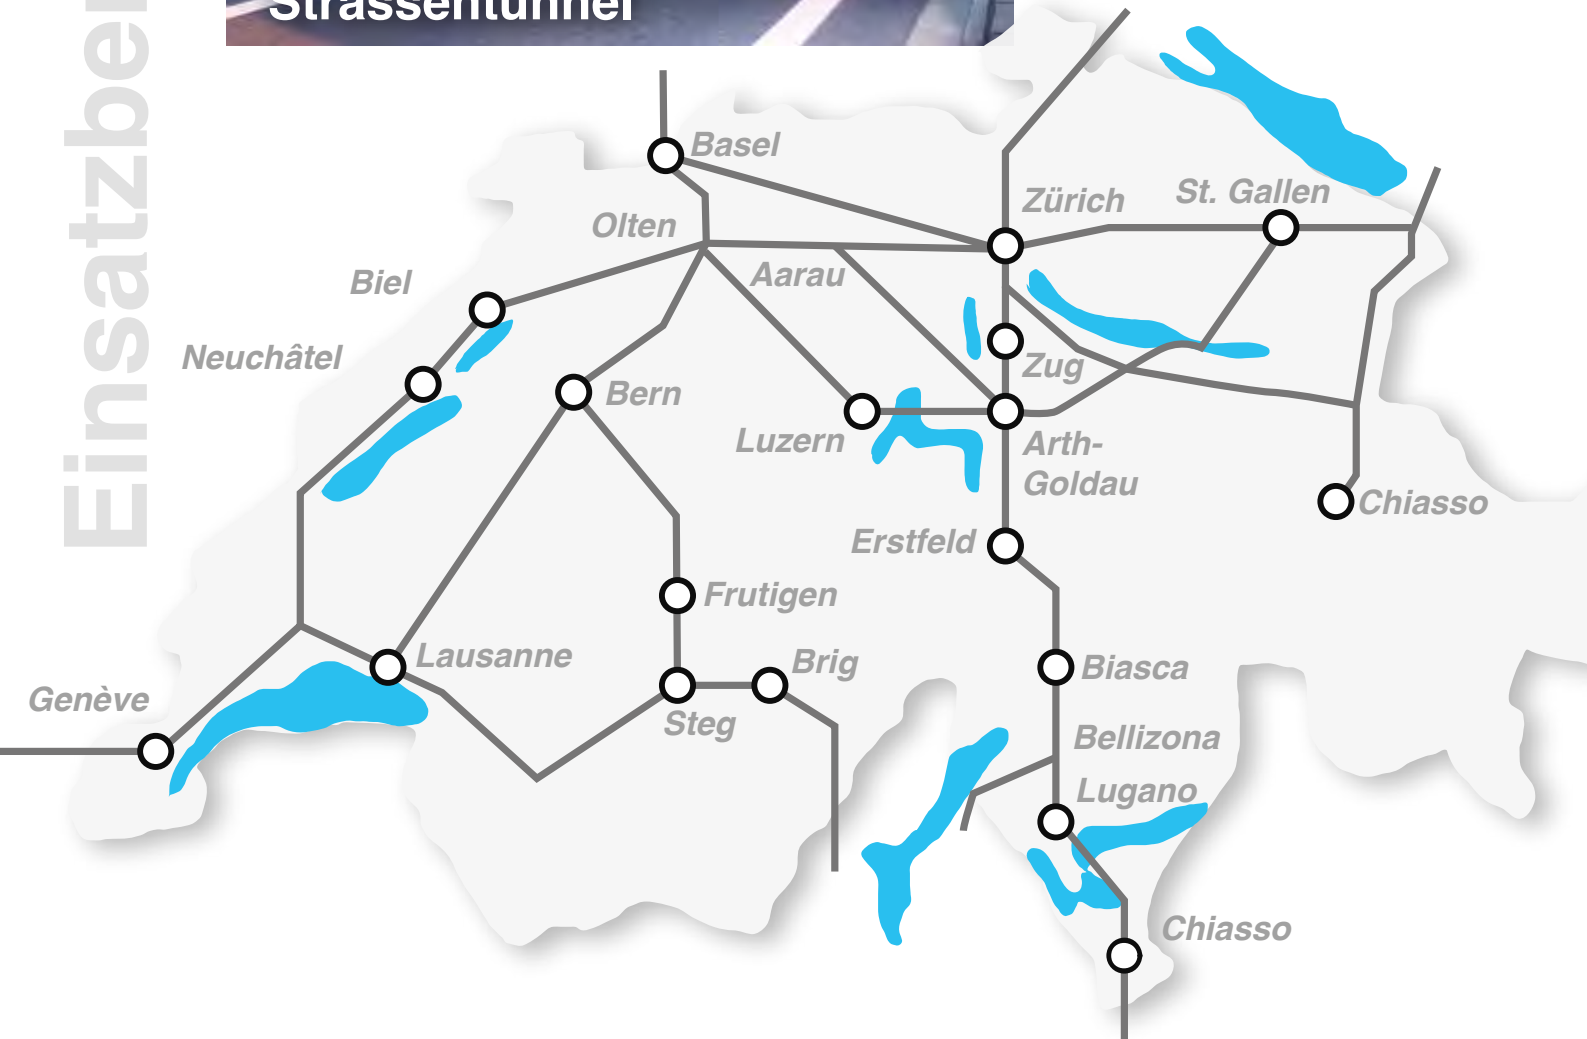 Strassentunnel
Einsatzbe
Basel
Zürich
St. Gallen
Olten
Aarau
Biel
Neuchâtel
Zug
Bern
Luzern
Arth-
Goldau
Chiasso
Erstfeld
Frutigen
Lausanne
Brig
Biasca
Genève
Steg
Bellizona
Lugano
Chiasso